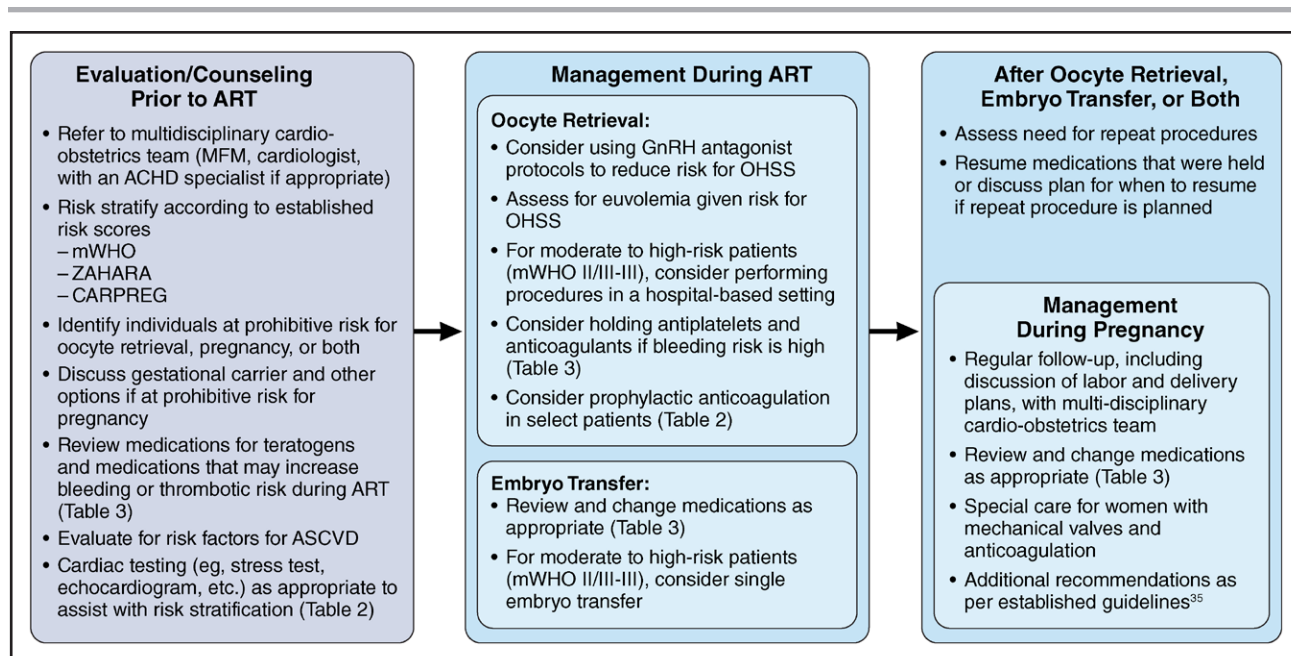 Evaluation/Counseling
Prior to ART
• Refer to multidisciplinary cardio-
obstetrics team (MFM, cardiologist,
with an ACHD specialist if appropriate)
• Risk stratify according to established
risk scores
– mWHO
– ZAHARA
– CARPREG
• Identify individuals at prohibitive risk for
oocyte retrieval, pregnancy, or both
• Discuss gestational carrier and other
options if at prohibitive risk for
pregnancy
• Review medications for teratogens
and medications that may increase
bleeding or thrombotic risk during ART
(Table 3)
• Evaluate for risk factors for ASCVD
• Cardiac testing (eg, stress test,
echocardiogram, etc.) as appropriate to
assist with risk stratification (Table 2)
Management During ART
Oocyte Retrieval:
• Consider using GnRH antagonist
protocols to reduce risk for OHSS
• Assess for euvolemia given risk for
OHSS
• For moderate to high-risk patients
(mWHO II/III-III), consider performing
procedures in a hospital-based setting
• Consider holding antiplatelets and
anticoagulants if bleeding risk is high
(Table 3)
• Consider prophylactic anticoagulation
in select patients (Table 2)
Embryo Transfer:
• Review and change medications as
appropriate (Table 3)
• For moderate to high-risk patients
(mWHO II/III-III), consider single
embryo transfer
After Oocyte Retrieval,
Embryo Transfer, or Both
• Assess need for repeat procedures
• Resume medications that were held
or discuss plan for when to resume
if repeat procedure is planned
Management
During Pregnancy
• Regular follow-up, including
discussion of labor and delivery
plans, with multi-disciplinary
cardio-obstetrics team
• Review and change medications
as appropriate (Table 3)
• Special care for women with
mechanical valves and
anticoagulation
• Additional recommendations as
per established guidelines³⁵